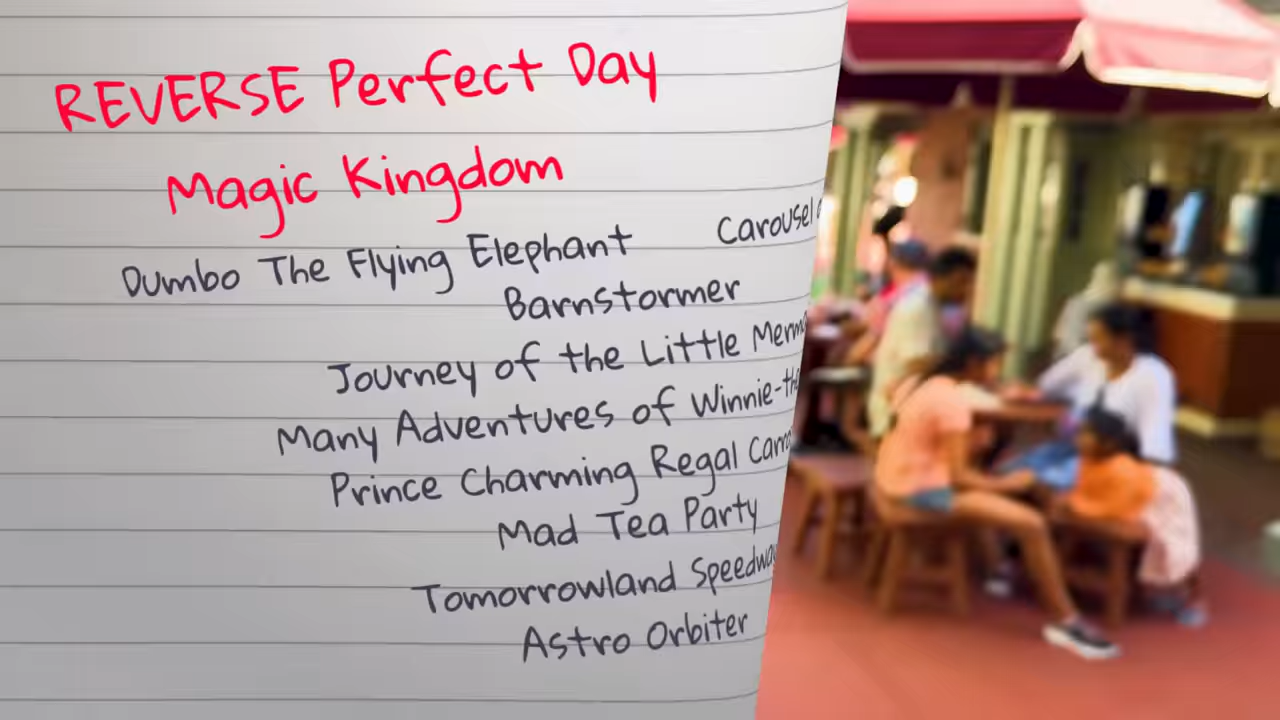 REVERSE Perfect Day
Magic Kingdom
Dumbo The Flying Elephant Carousel
Barnstormer
Journey of the Little
Many Adventures of
Prince Charming Regal
Mad Tea Party
Tomorrowland
Astro Orbiter